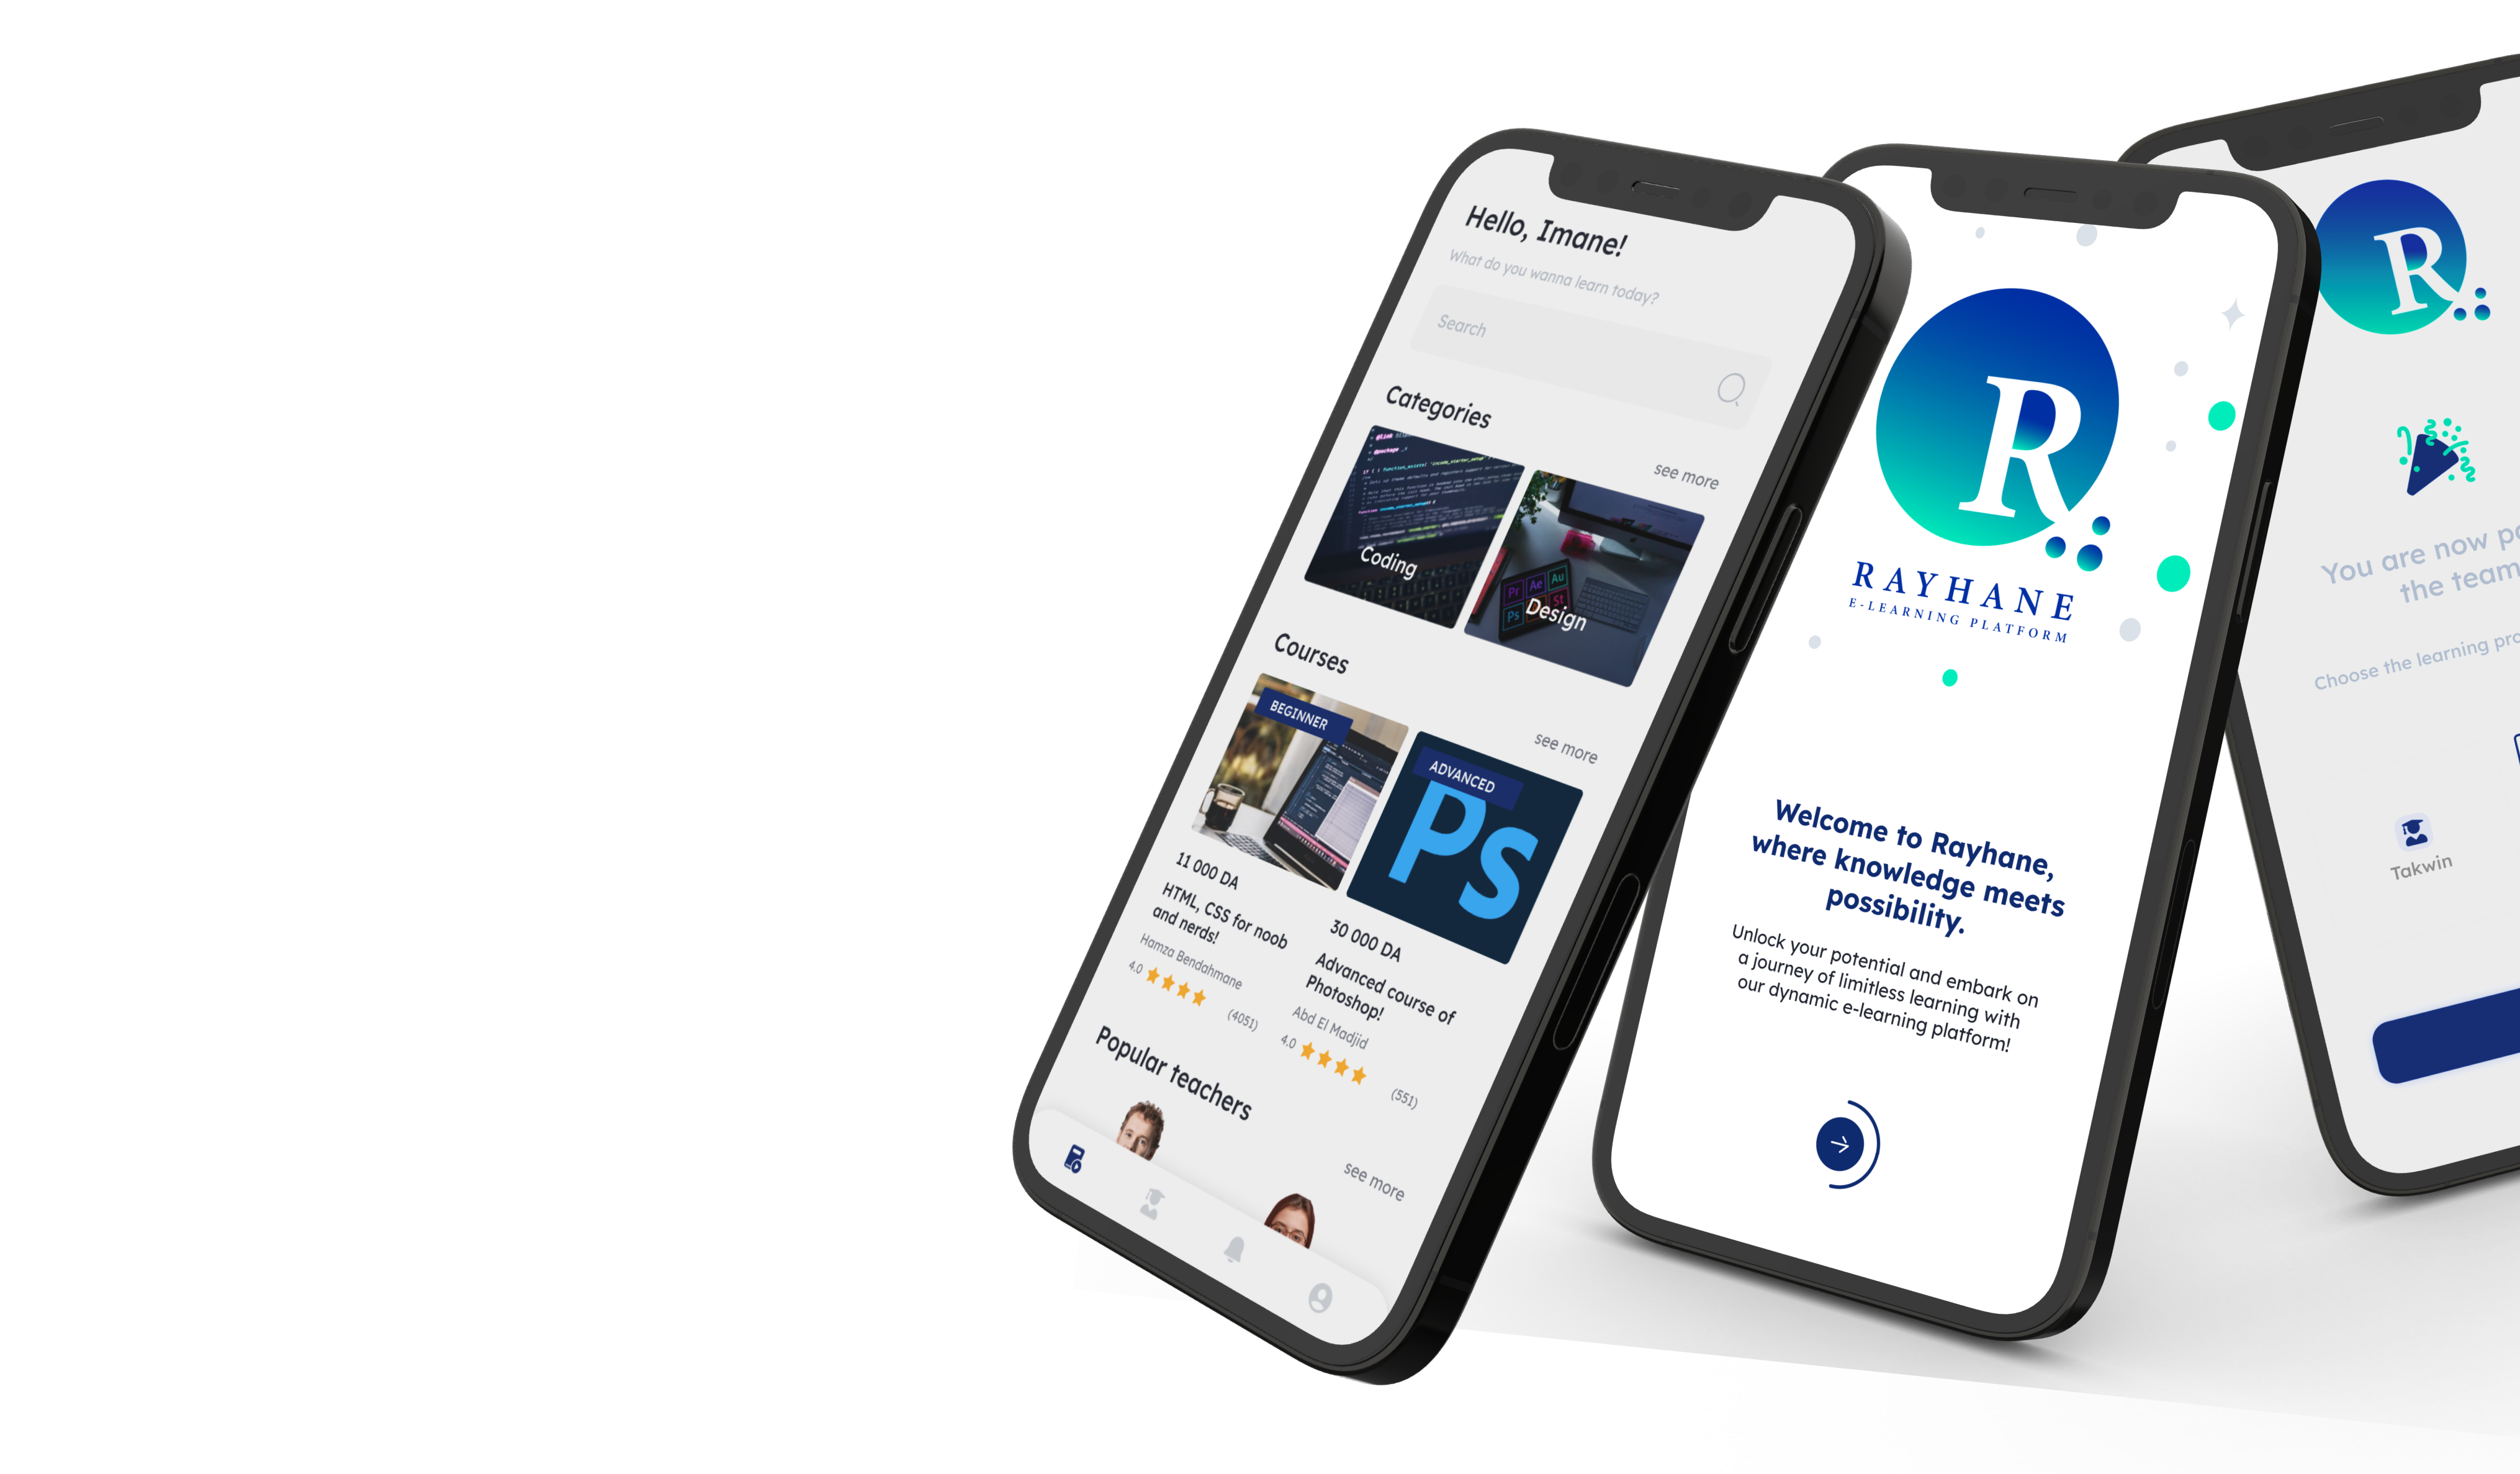 Hello, Imane!
What do you wanna learn today?
Search
Categories
see more
Coding
Pr Ae Au
Ps St
Design
Courses
see more
BEGINNER
ADVANCED
Ps
11 000 DA
HTML, CSS for noob
and nerds!
Hamza Bendahmane
4.0
(4051)
30 000 DA
Advanced course of
Photoshop!
Abd El Madjid
4.0
(551)
Popular teachers
see more
R
RAYHANE
E-LEARNING PLATFORM
Welcome to Rayhane,
where knowledge meets
possibility.
Unlock your potential and embark on
a journey of limitless learning with
our dynamic e-learning platform!
R
You are now
the team
Choose the learning
Takwin